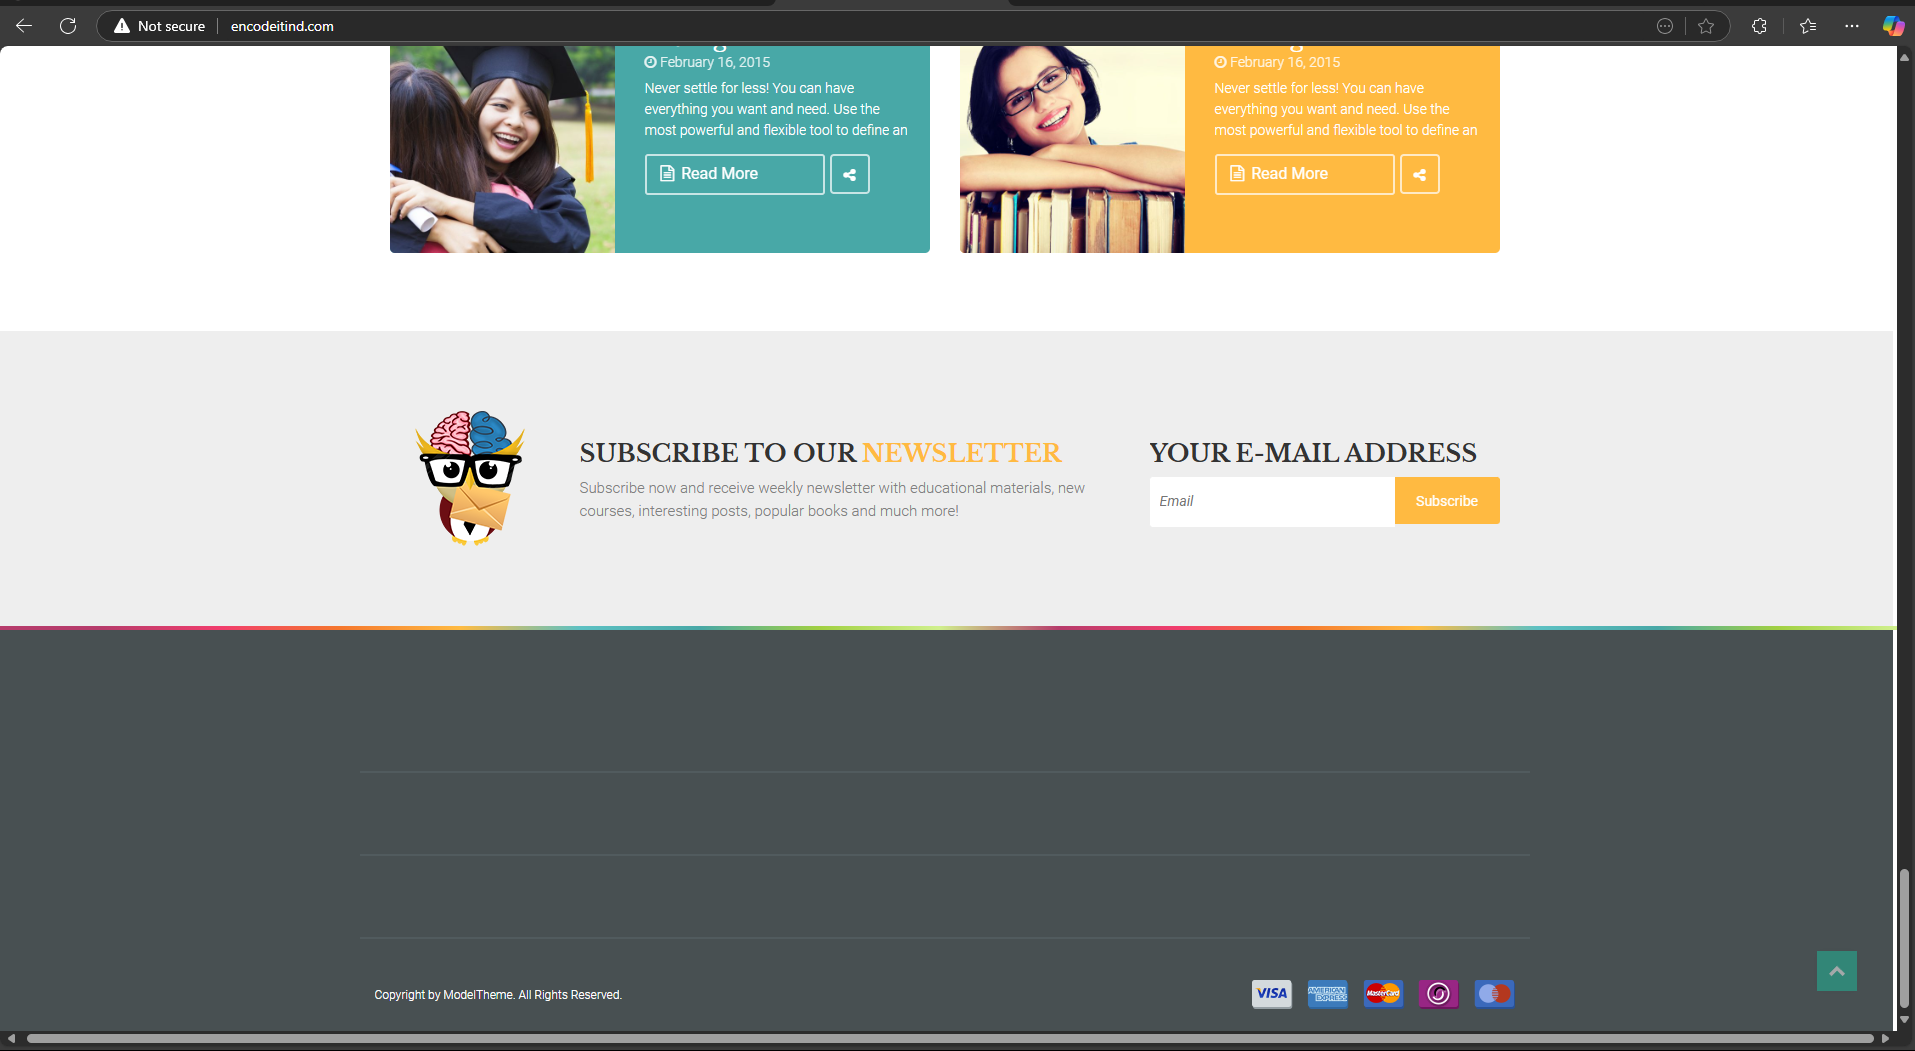 Not secure
encodeitind.com
February 16, 2015
Never settle for less! You can have
everything you want and need. Use the
most powerful and flexible tool to define an
Read More
February 16, 2015
Never settle for less! You can have
everything you want and need. Use the
most powerful and flexible tool to define an
Read More
SUBSCRIBE TO OUR NEWSLETTER
Subscribe now and receive weekly newsletter with educational materials, new
courses, interesting posts, popular books and much more!
YOUR E-MAIL ADDRESS
Email
Subscribe
Copyright by ModelTheme. All Rights Reserved.
VISA
AMERICAN
EXPRESS
MasterCard